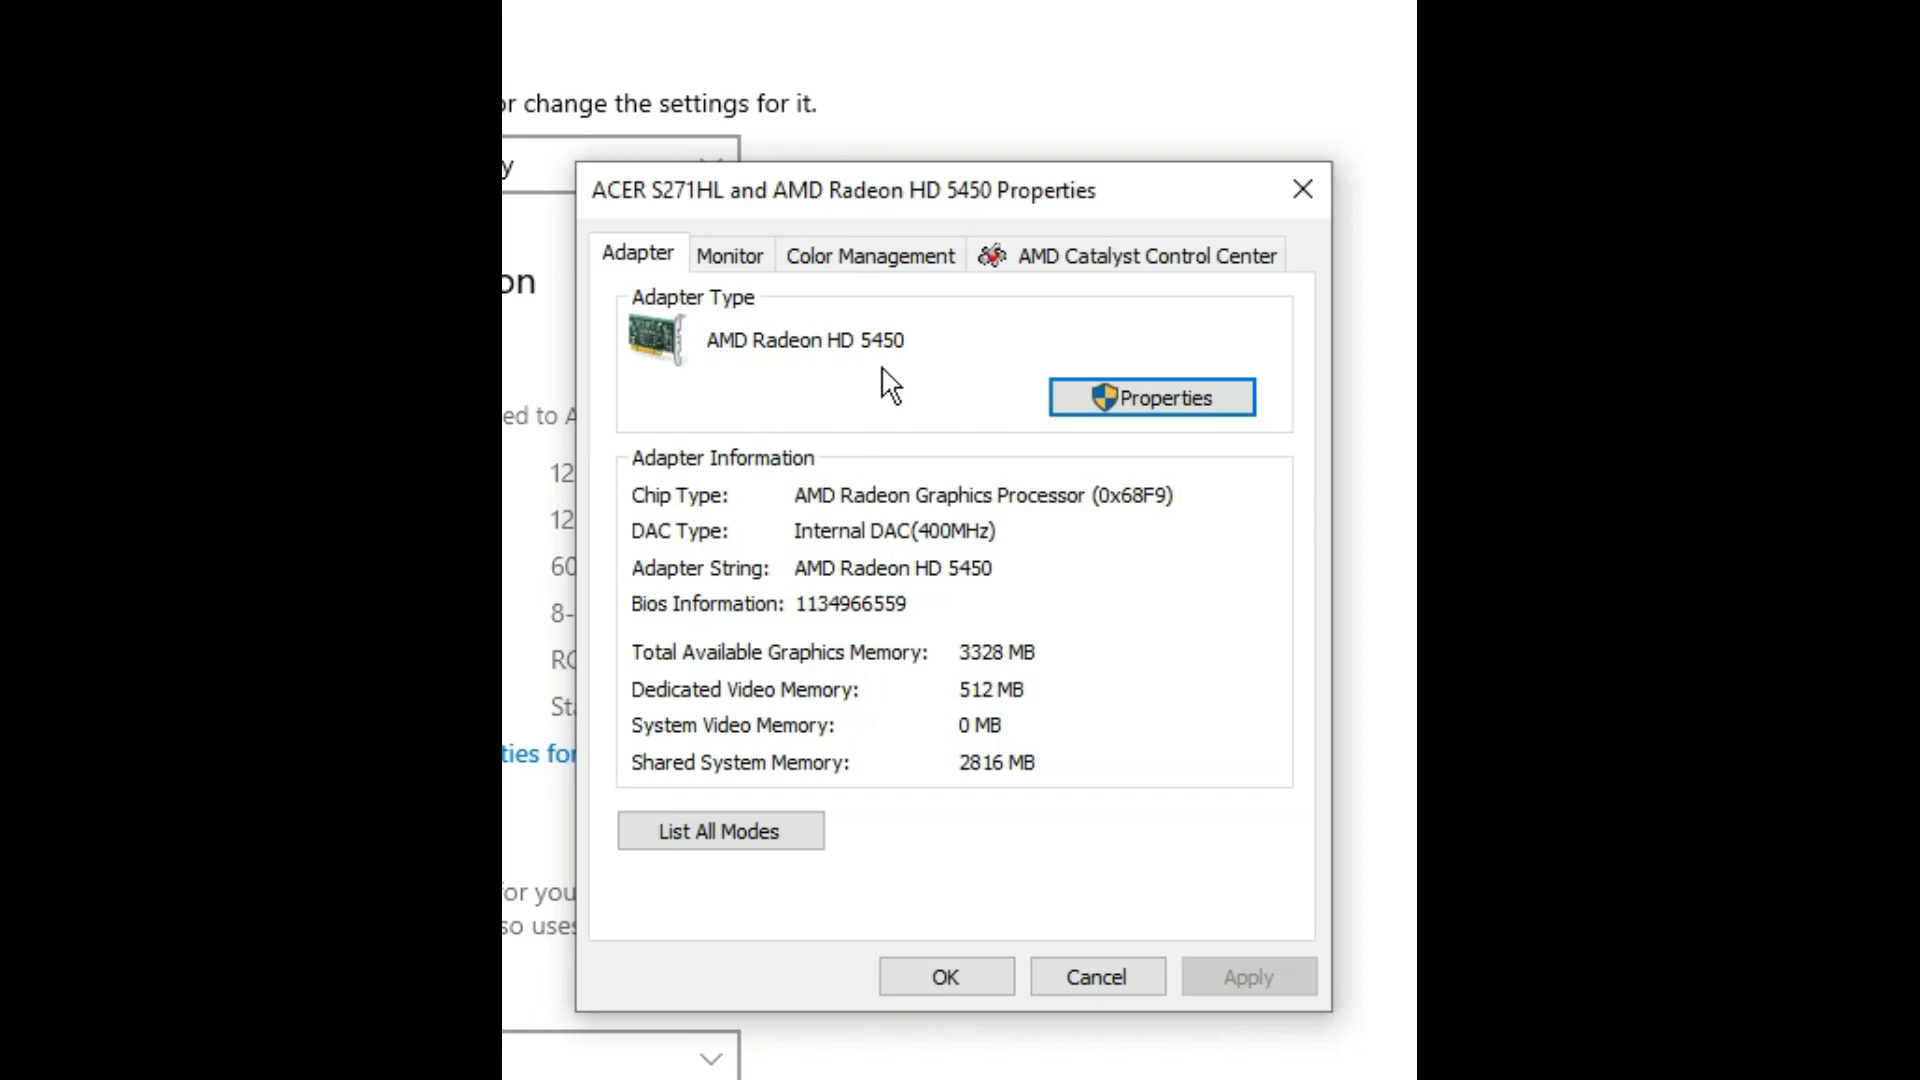 or change the settings for it.
y
ACER S271HL and AMD Radeon HD 5450 Properties
Adapter
Monitor
Color Management
AMD Catalyst Control Center
on
Adapter Type
AMD Radeon HD 5450
Properties
ed to A
Adapter Information
12
Chip Type: AMD Radeon Graphics Processor (0x68F9)
12
DAC Type: Internal DAC(400MHz)
60
Adapter String: AMD Radeon HD 5450
8-
Bios Information: 1134966559
Total Available Graphics Memory: 3328 MB
Dedicated Video Memory: 512 MB
Sta
System Video Memory: 0 MB
ties for
Shared System Memory: 2816 MB
List All Modes
for you
so uses
OK
Cancel
Apply